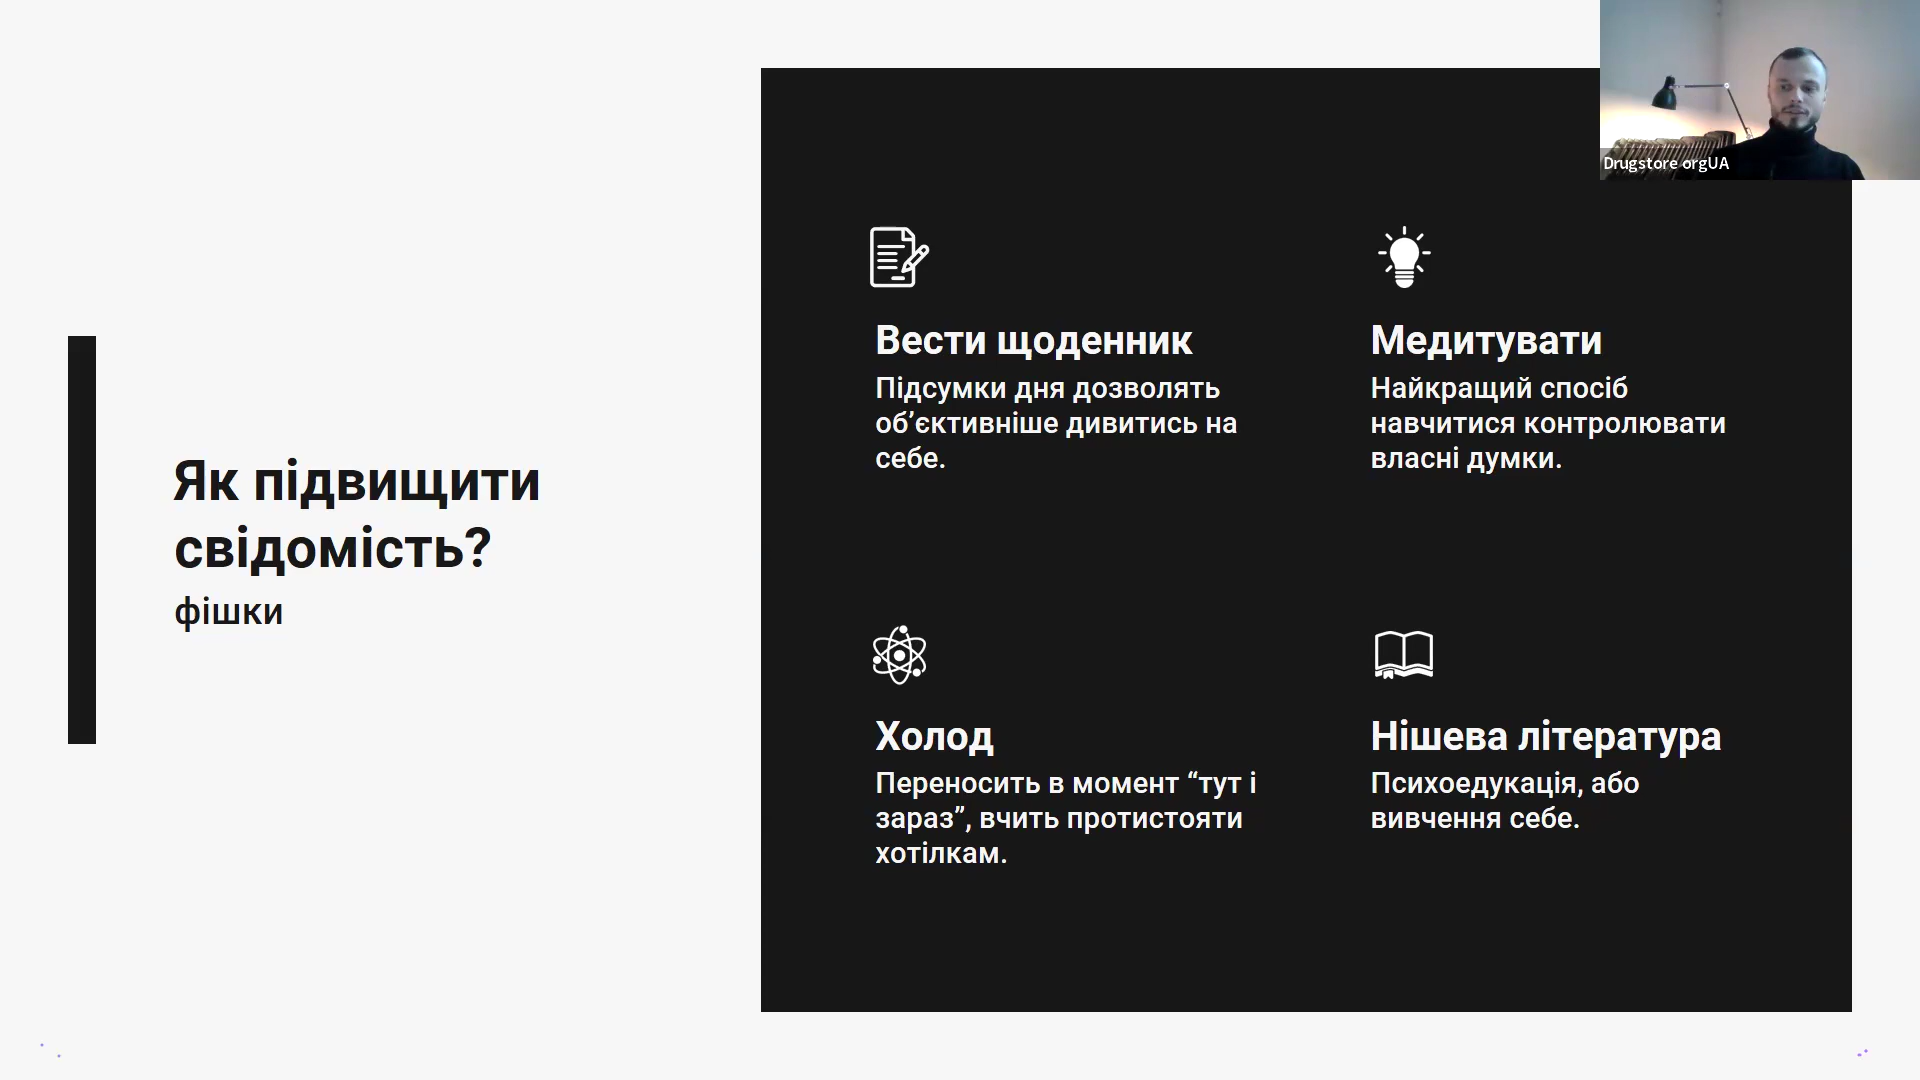 Як підвищити
свідомість?
фішки
Вести щоденник
Підсумки дня дозволять
об’єктивніше дивитись на
себе.
Медитувати
Найкращий спосіб
навчитися контролювати
власні думки.
Холод
Переносить в момент “тут і
зараз”, вчить протистояти
хотілкам.
Нішева література
Психоедукація, або
вивчення себе.
Drugstore orgUA